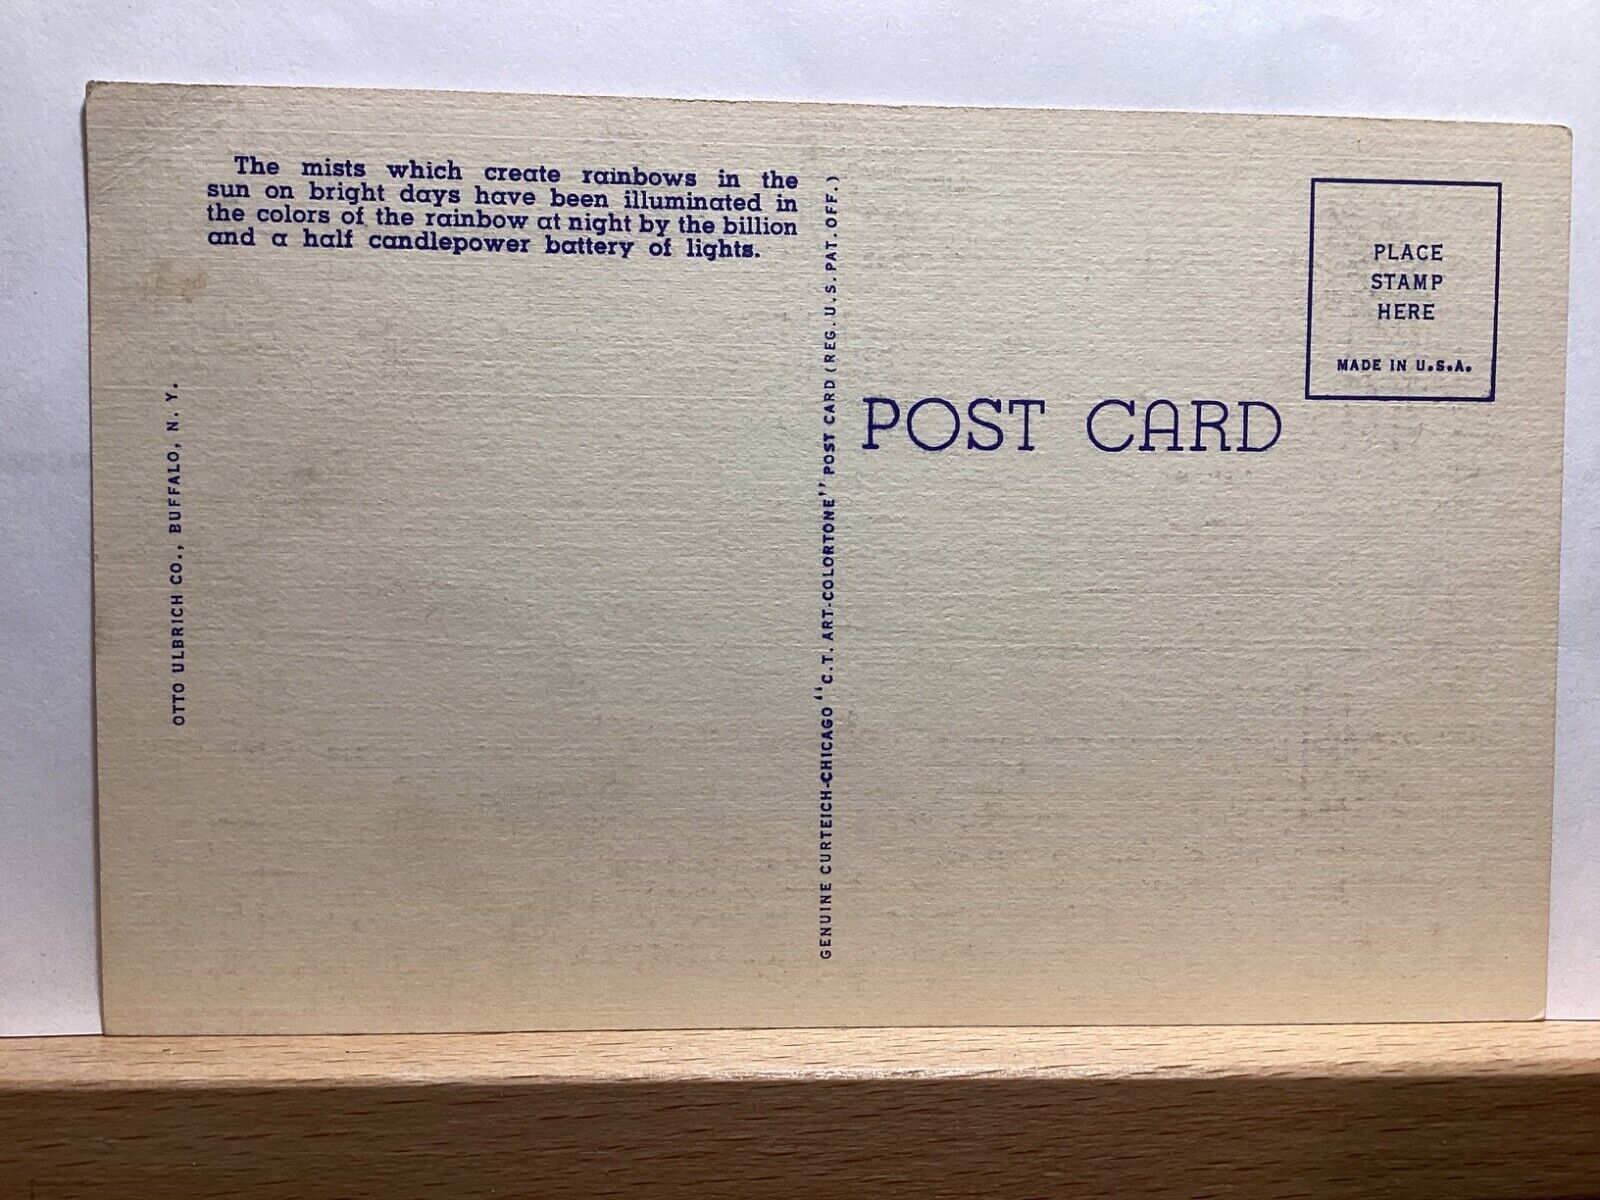 The mists which create rainbows in the
sun on bright days have been illuminated in
the colors of the rainbow at night by the billion
and a half candlepower battery of lights.
OTTO ULBRICH CO., BUFFALO, N. Y.
GENUINE CURTEICH-CHICAGO "C.T. ART-COLORTONE" POST CARD (REG. U.S. PAT. OFF.)
POST CARD
PLACE
STAMP
HERE
MADE IN U.S.A.